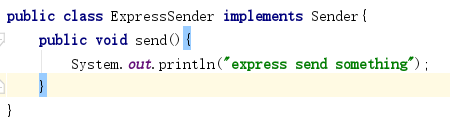 public class ExpressSender implements Sender{
    public void send(){
        System.out.println("express send something");
    }
}